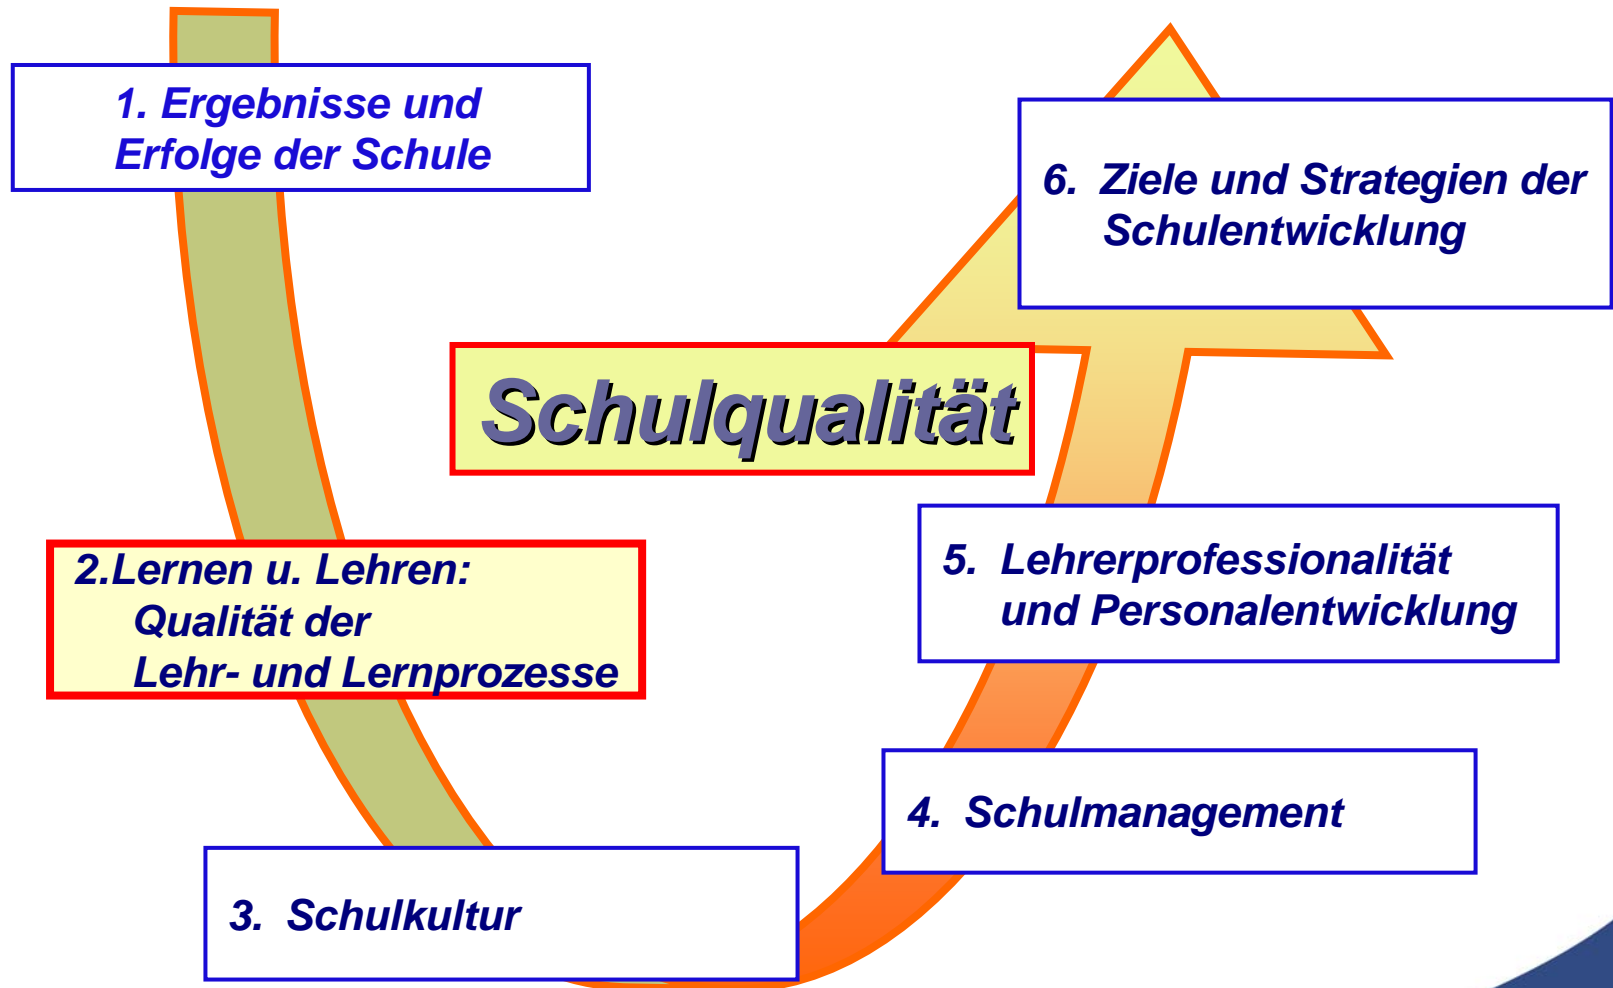 1. Ergebnisse und
Erfolge der Schule
2.Lernen u. Lehren:
Qualität der
Lehr- und Lernprozesse
3. Schulkultur
Schulqualität
4. Schulmanagement
5. Lehrerprofessionalität
und Personalentwicklung
6. Ziele und Strategien der
Schulentwicklung